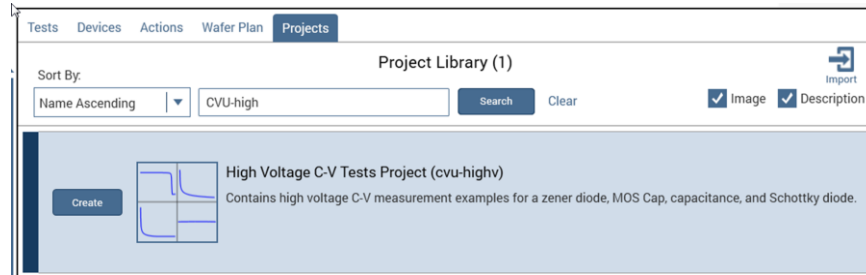 Tests Devices Actions Wafer Plan Projects
Project Library (1)
Import
Sort By:
Name Ascending CVU-high Search Clear Image Description
High Voltage C-V Tests Project (cvu-highv)
Create
Contains high voltage C-V measurement examples for a zener diode, MOS Cap, capacitance, and Schottky diode.